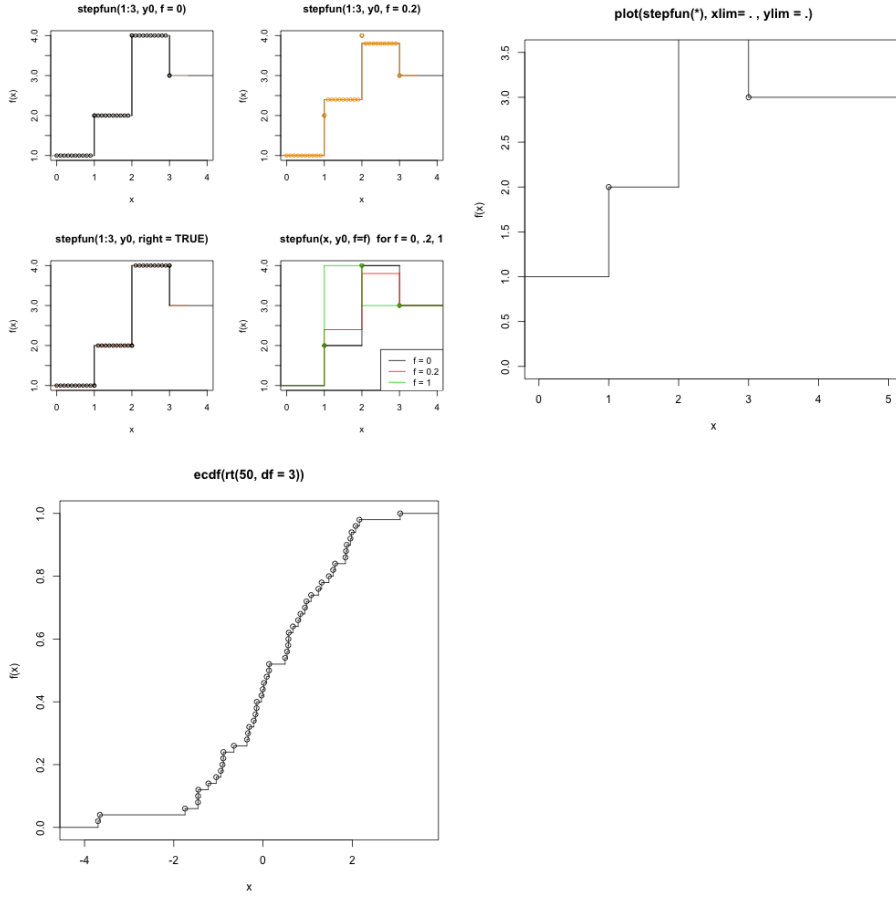 stepfun(1:3, y0, f = 0)
f(x)
4.0
3.0
2.0
1.0
0 1 2 3 4
x
stepfun(1:3, y0, f = 0.2)
f(x)
4.0
3.0
2.0
1.0
0 1 2 3 4
x
stepfun(1:3, y0, right = TRUE)
f(x)
4.0
3.0
2.0
1.0
0 1 2 3 4
x
stepfun(x, y0, f=f) for f = 0, .2, 1
f(x)
4.0
3.0
2.0
1.0
f = 0
f = 0.2
f = 1
0 1 2 3 4
x
plot(stepfun(*), xlim= . , ylim = .)
f(x)
3.5
3.0
2.5
2.0
1.5
1.0
0.5
0.0
0 1 2 3 4 5
x
ecdf(rt(50, df = 3))
f(x)
1.0
0.8
0.6
0.4
0.2
0.0
-4 -2 0 2
x